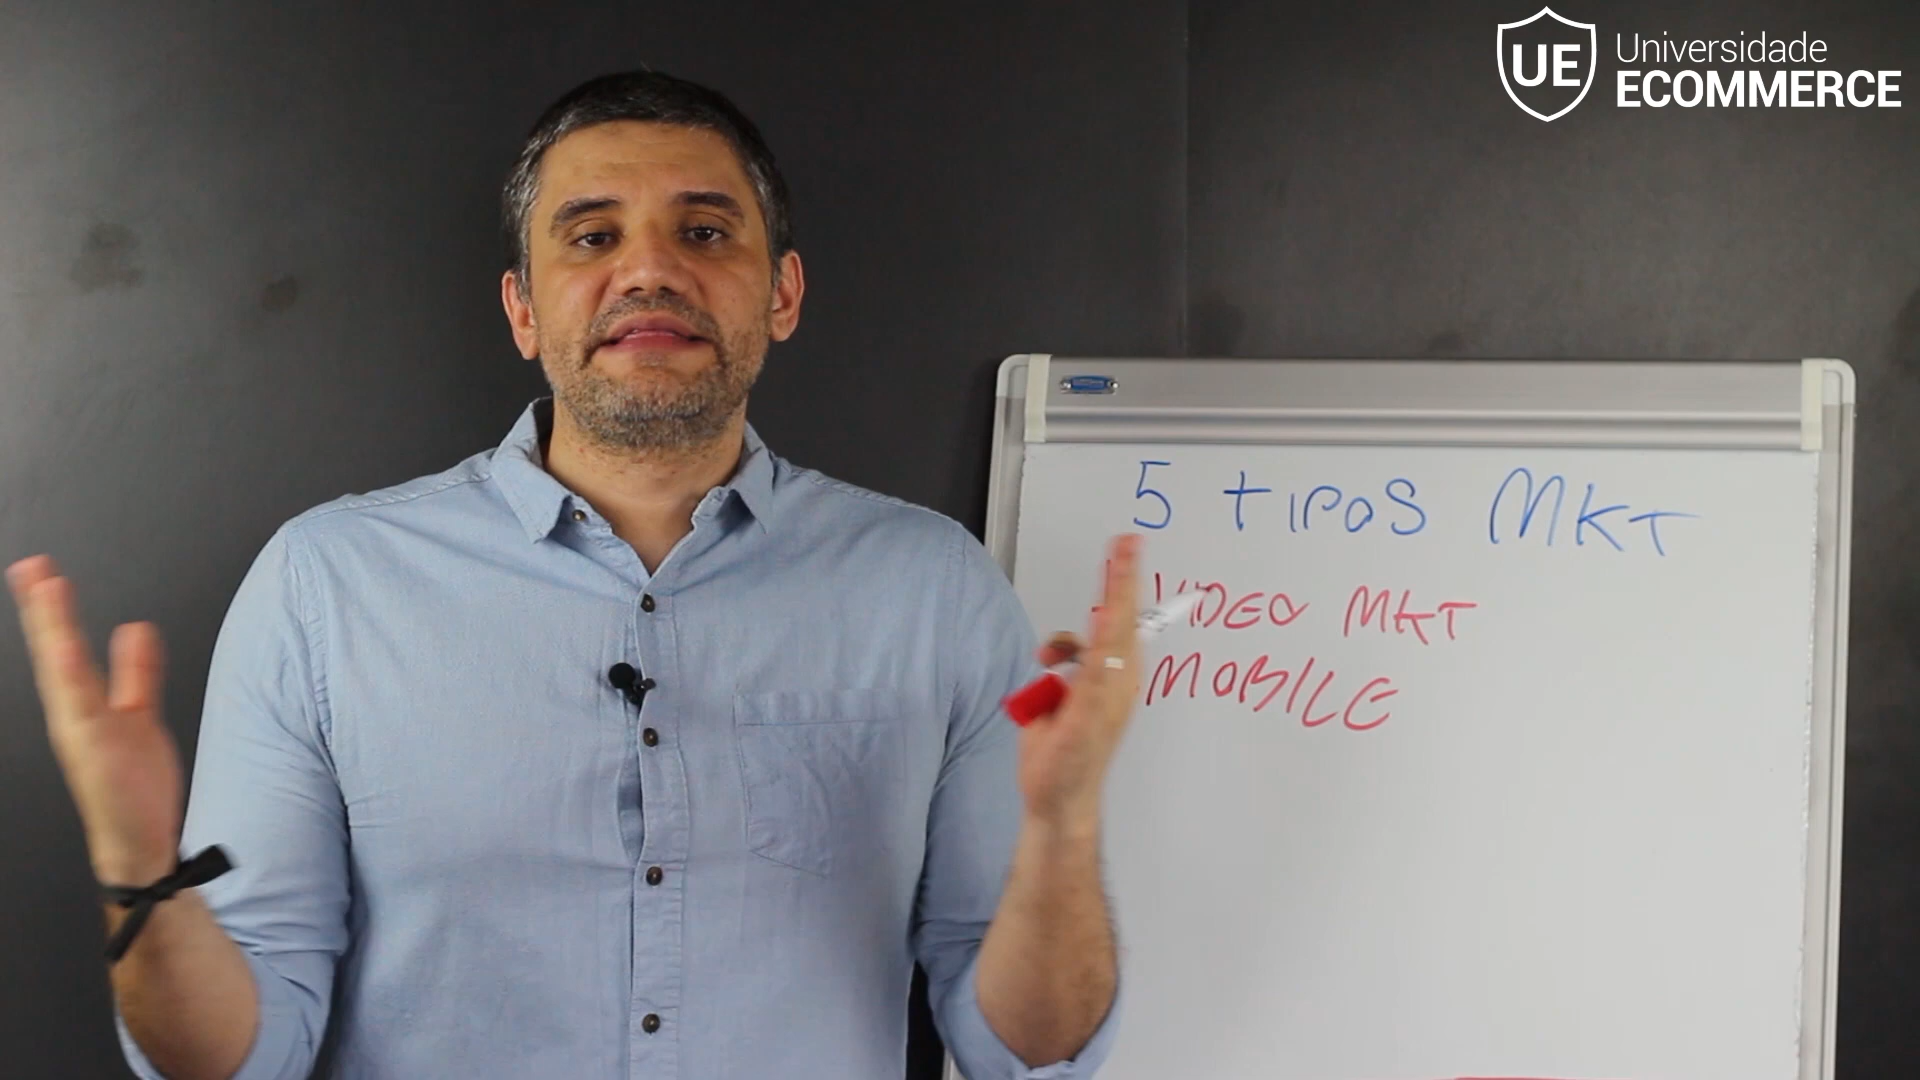 UE
Universidade
ECOMMERCE
5 TIPOS MKT
VIDEO MKT
MOBILE